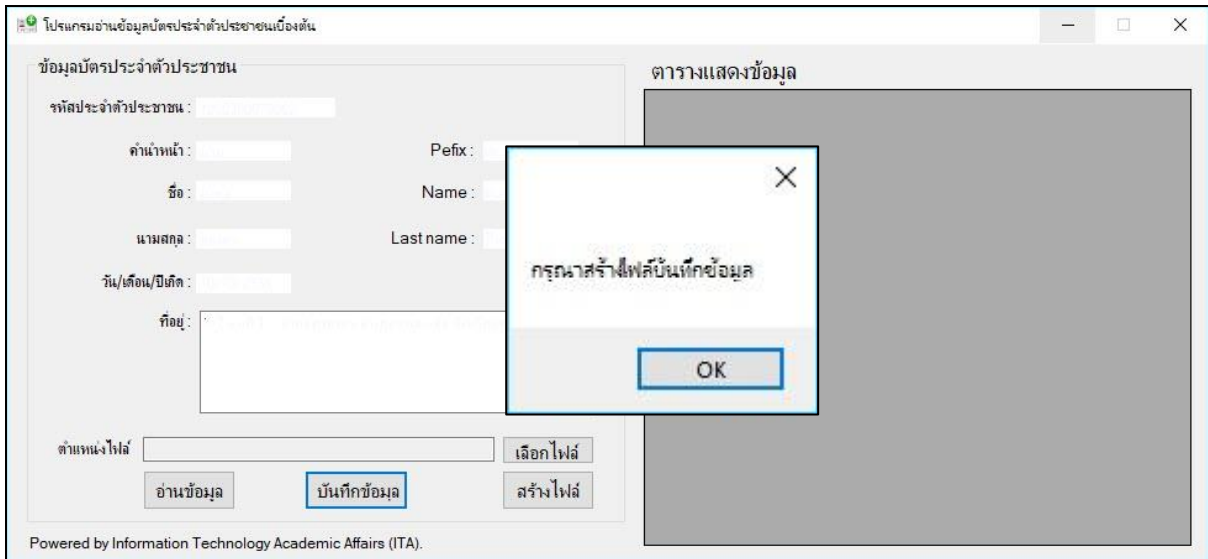 โปรแกรมอ่านข้อมูลบัตรประจำตัวประชาชนเบื้องต้น
ข้อมูลบัตรประจำตัวประชาชน
ตารางแสดงข้อมูล
รหัสประจำตัวประชาชน :
คำนำหน้า :
Pefix :
ชื่อ :
Name :
นามสกุล :
Last name :
วัน/เดือน/ปีเกิด :
ที่อยู่ :
กรุณาสร้างไฟล์บันทึกข้อมูล
OK
ตำแหน่งไฟล์
เลือกไฟล์
อ่านข้อมูล
บันทึกข้อมูล
สร้างไฟล์
Powered by Information Technology Academic Affairs (ITA).